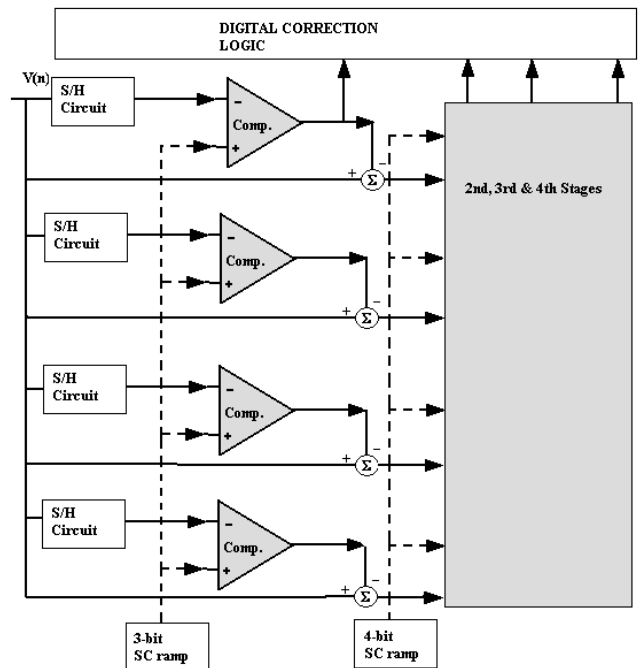 DIGITAL CORRECTION
LOGIC
V(n)
S/H
Circuit
−
Comp.
+
−
+
Σ
2nd, 3rd & 4th Stages
S/H
Circuit
−
Comp.
+
−
+
Σ
S/H
Circuit
−
Comp.
+
−
+
Σ
S/H
Circuit
−
Comp.
+
−
+
Σ
3-bit
SC ramp
4-bit
SC ramp